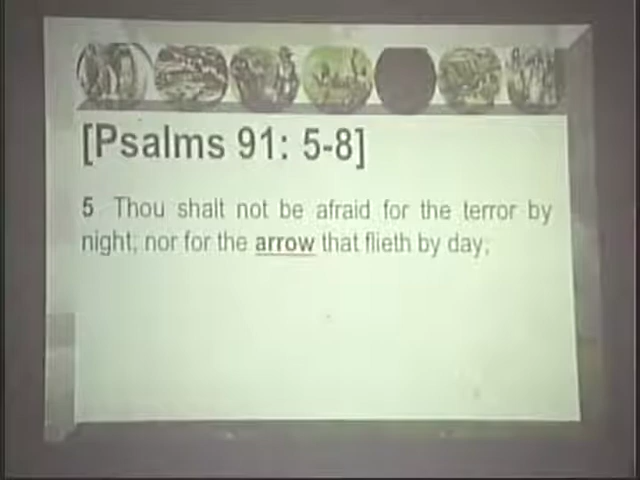 [Psalms 91: 5-8]
5 Thou shalt not be afraid for the terror by
night; nor for the arrow that flieth by day;